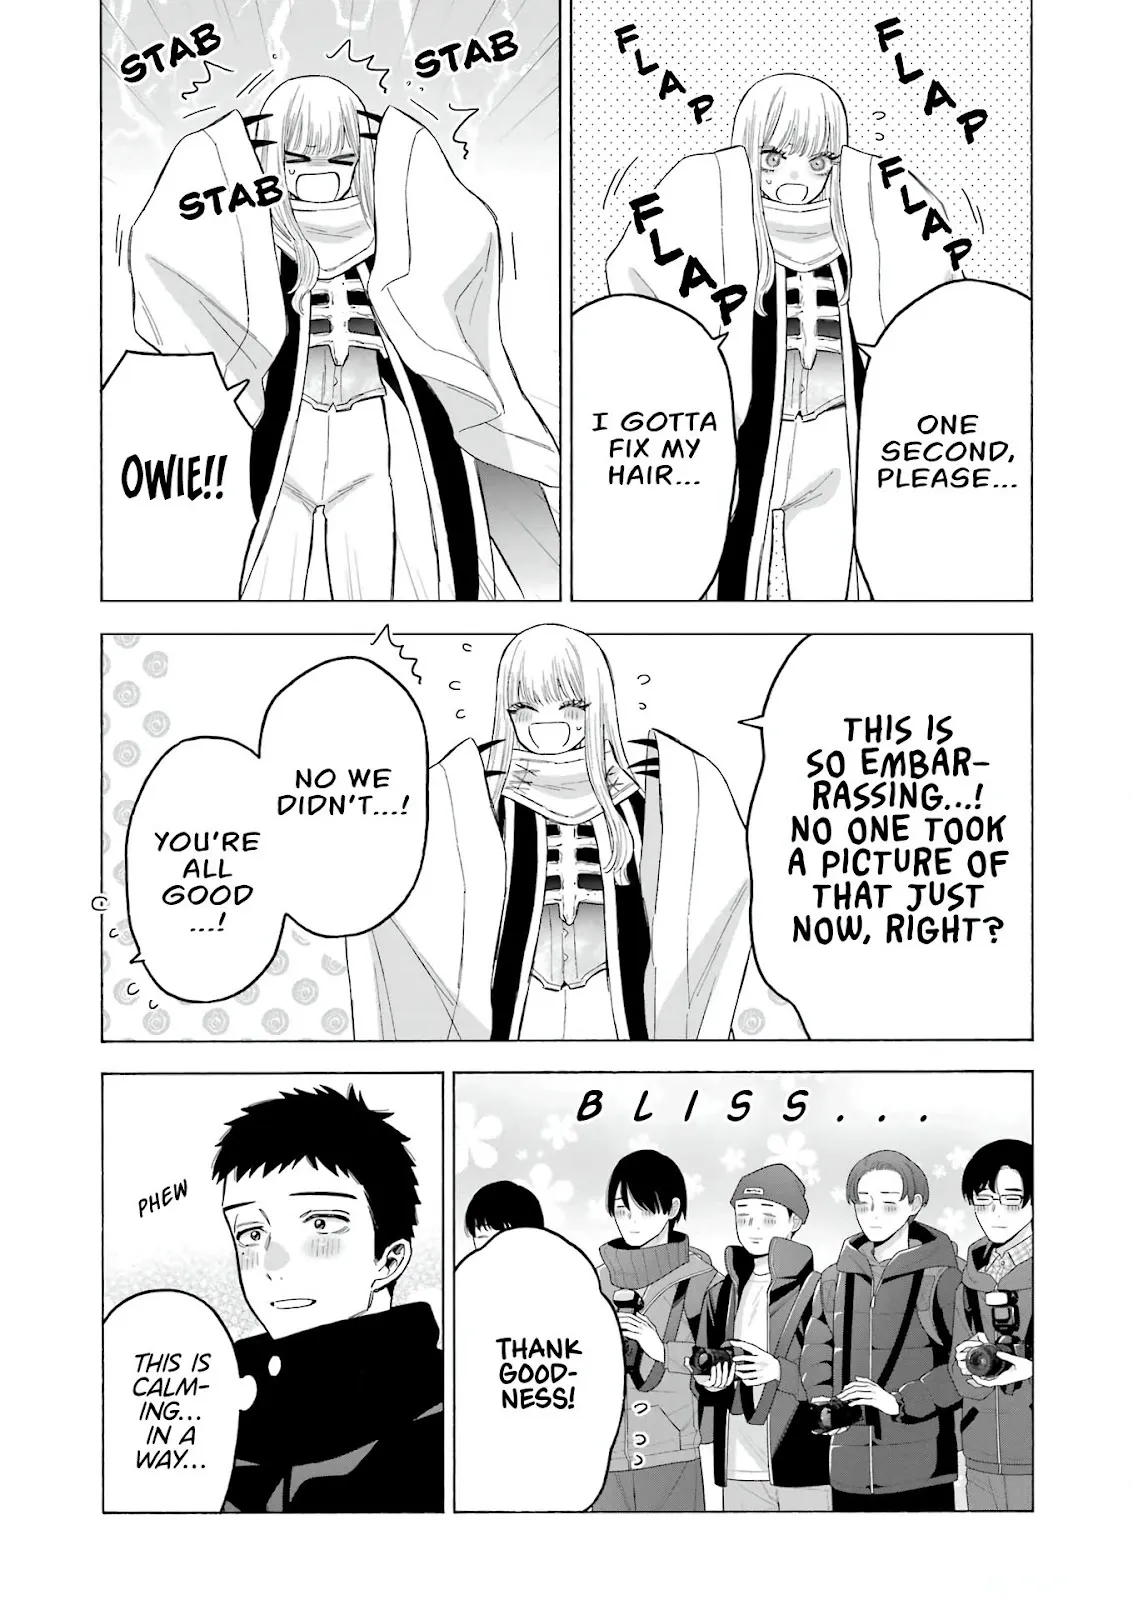 FLAP
FLAP
FLAP
FLAP
ONE
SECOND,
PLEASE...
I GOTTA
FIX MY
HAIR...
STAB
STAB
STAB
OWIE!!
THIS IS
SO EMBAR-
RASSING...!
NO ONE TOOK
A PICTURE OF
THAT JUST
NOW, RIGHT?
NO WE
DIDN'T...!
YOU'RE
ALL
GOOD
...!
BLISS...
THANK
GOOD-
NESS!
PHEW
THIS IS
CALM-
ING...
IN A
WAY...